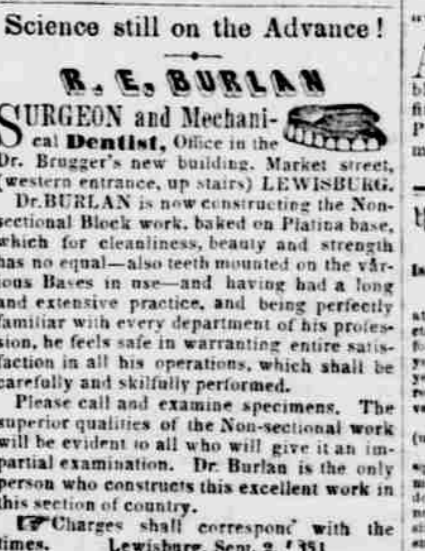 Science still on the Advance!
R. E. BURLAN
SURGEON and Mechani-
cal Dentist, Office in the
Dr. Brugger's new building, Market street,
(western entrance, up stairs) LEWISBURG.
Dr. BURLAN is now constructing the Non-
sectional Block work, baked on Platina base,
which for cleanliness, beauty and strength
has no equal—also teeth mounted on the var-
ious Bases in use—and having had a long
and extensive practice, and being perfectly
familiar with every department of his profes-
sion, he feels safe in warranting entire satis-
faction in all his operations, which shall be
carefully and skilfully performed.
Please call and examine specimens. The
superior qualities of the Non-sectional work
will be evident to all who will give it an im-
partial examination. Dr. Burlan is the only
person who constructs this excellent work in
this section of country.
☞Charges shall correspond with the
times. Lewisburg, Sept. 2,